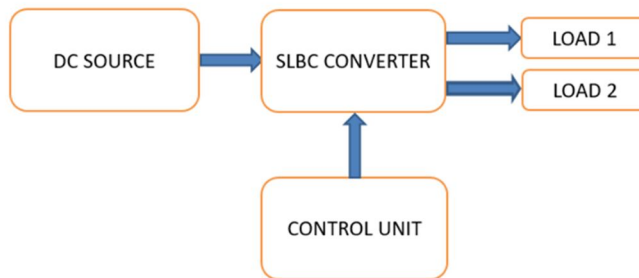 DC SOURCE
SLBC CONVERTER
LOAD 1
LOAD 2
CONTROL UNIT